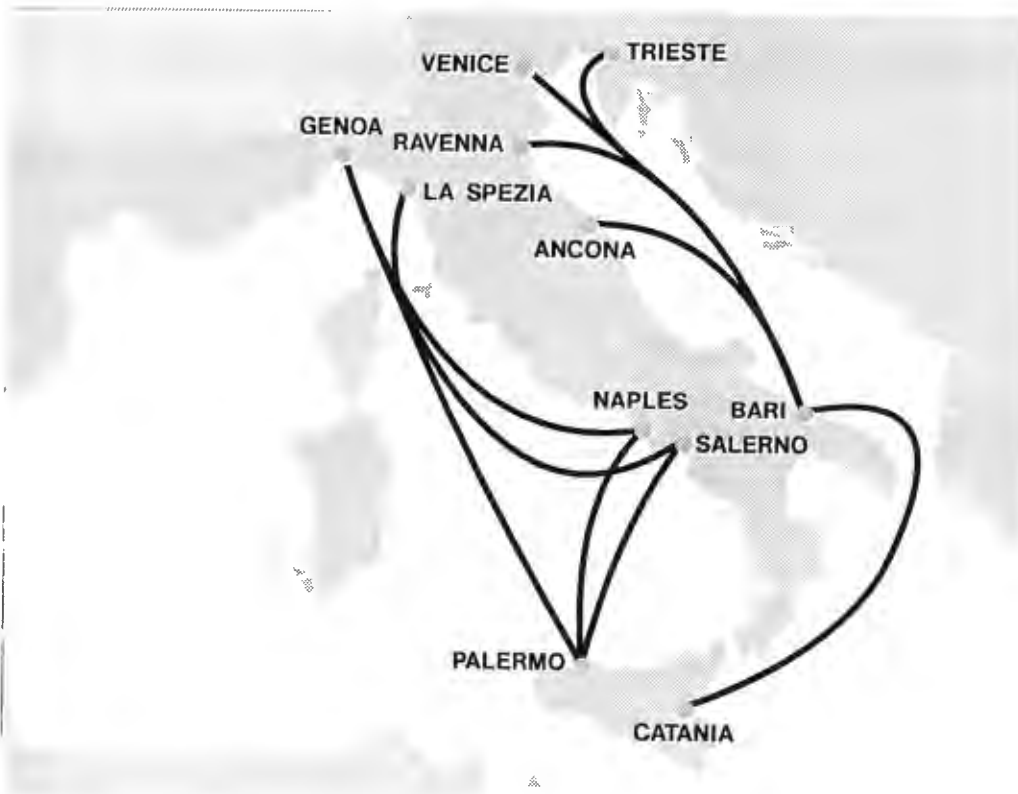 VENICE
TRIESTE
GENOA
RAVENNA
LA SPEZIA
ANCONA
NAPLES
BARI
SALERNO
PALERMO
CATANIA